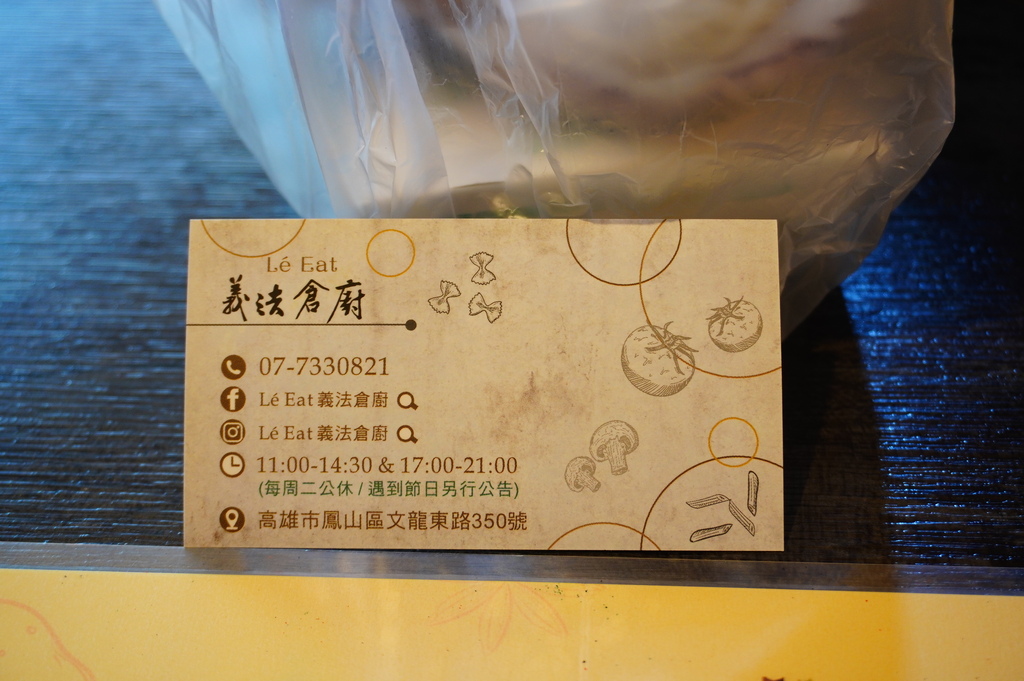 Lé Eat
義法倉廚
07-7330821
Lé Eat 義法倉廚
Lé Eat 義法倉廚
11:00-14:30 & 17:00-21:00
(每周二公休 / 遇到節日另行公告)
高雄市鳳山區文龍東路350號